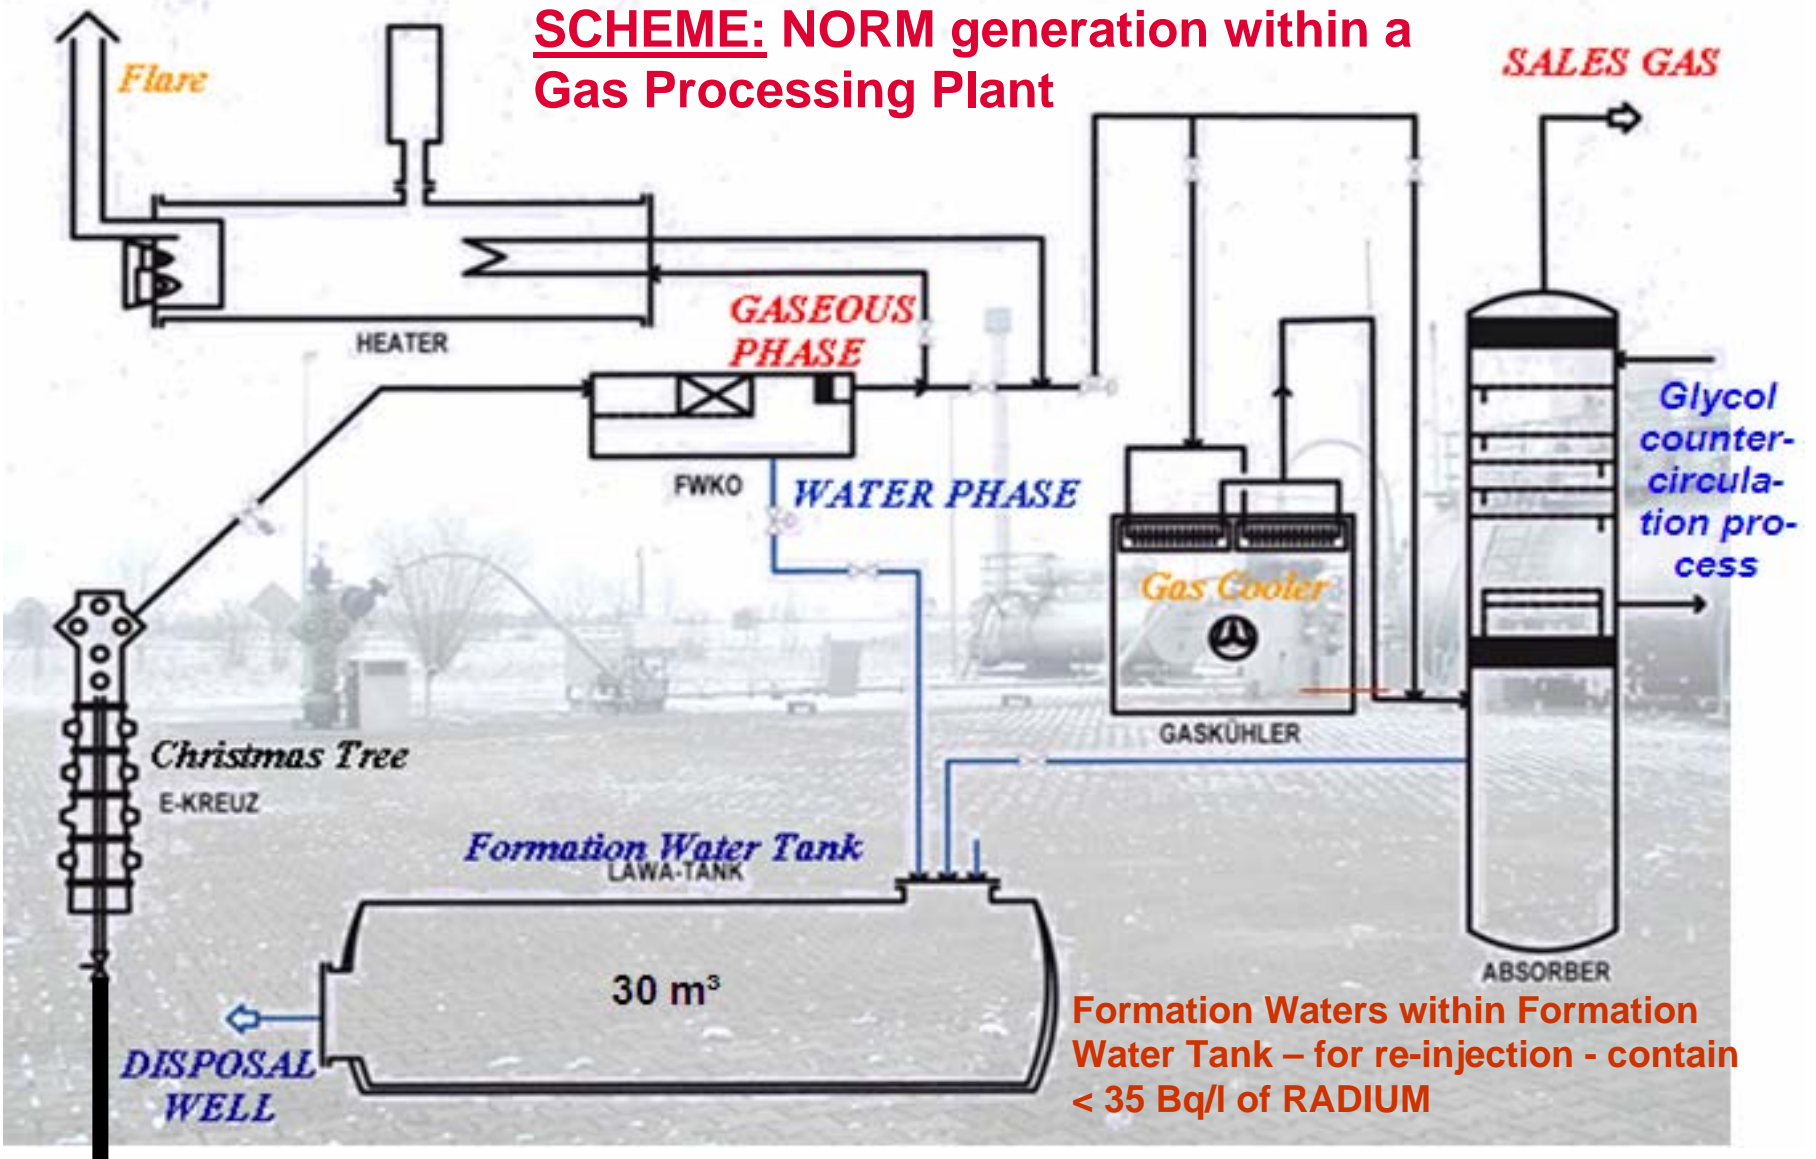 SCHEME: NORM generation within a
Gas Processing Plant
Flare
SALES GAS
HEATER
GASEOUS
PHASE
FWKO
WATER PHASE
Glycol
counter-
circula-
tion pro-
cess
Gas Cooler
GASKÜHLER
Christmas Tree
E-KREUZ
Formation Water Tank
LAWA-TANK
30 m³
ABSORBER
DISPOSAL
WELL
Formation Waters within Formation
Water Tank – for re-injection - contain
< 35 Bq/l of RADIUM